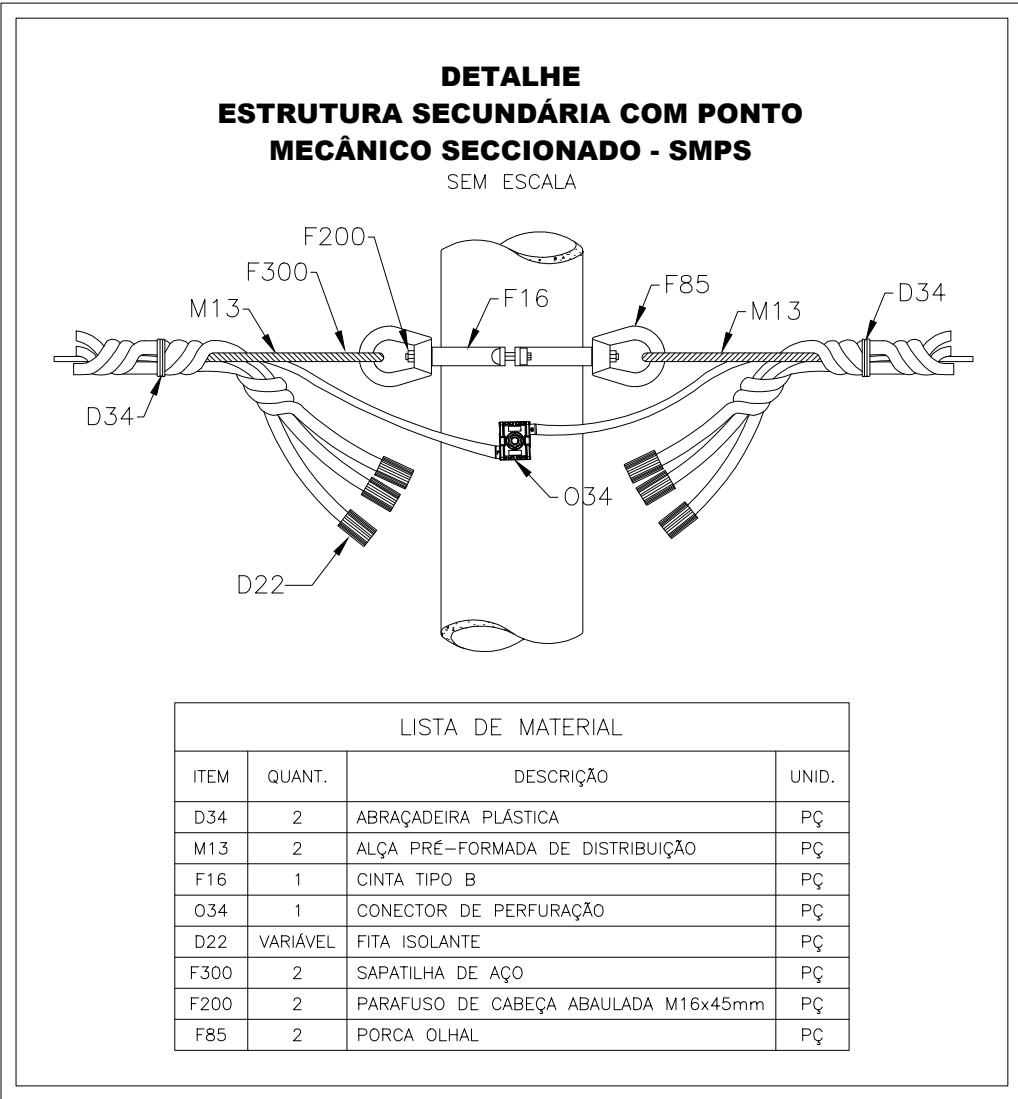 DETALHE
ESTRUTURA SECUNDÁRIA COM PONTO
MECÂNICO SECCIONADO - SMPS
SEM ESCALA
F200
F300
M13
F16
F85
D34
M13
D34
O34
D22
LISTA DE MATERIAL
ITEM QUANT. DESCRIÇÃO UNID.
D34 2 ABRAÇADEIRA PLÁSTICA PÇ
M13 2 ALÇA PRÉ-FORMADA DE DISTRIBUIÇÃO PÇ
F16 1 CINTA TIPO B PÇ
O34 1 CONECTOR DE PERFURAÇÃO PÇ
D22 VARIÁVEL FITA ISOLANTE PÇ
F300 2 SAPATILHA DE AÇO PÇ
F200 2 PARAFUSO DE CABEÇA ABAULADA M16x45mm PÇ
F85 2 PORCA OLHAL PÇ